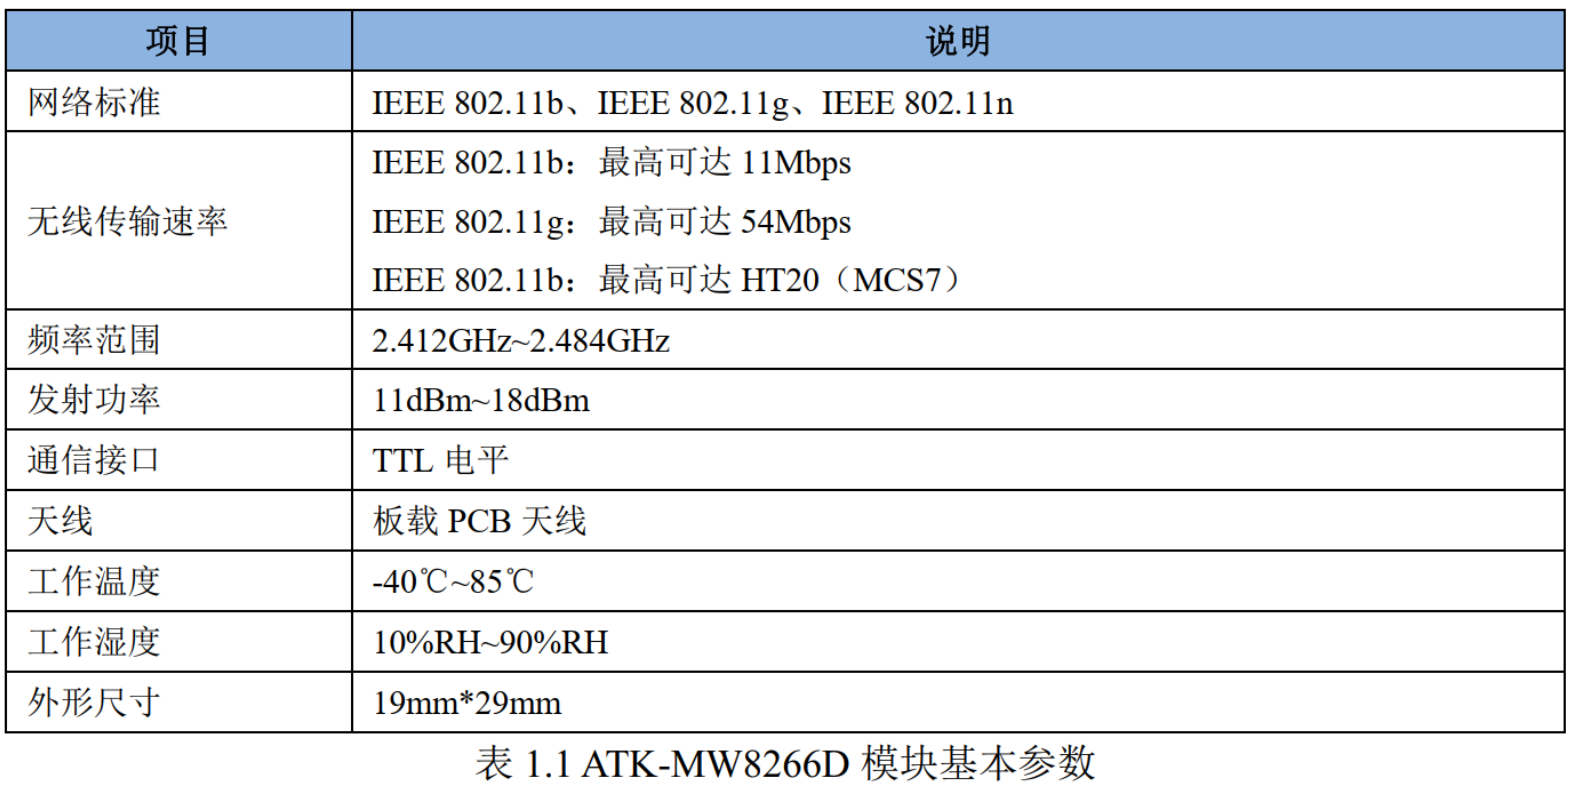 项目 说明
网络标准 IEEE 802.11b、IEEE 802.11g、IEEE 802.11n
无线传输速率 IEEE 802.11b：最高可达 11Mbps
IEEE 802.11g：最高可达 54Mbps
IEEE 802.11b：最高可达 HT20（MCS7）
频率范围 2.412GHz~2.484GHz
发射功率 11dBm~18dBm
通信接口 TTL 电平
天线 板载 PCB 天线
工作温度 -40℃~85℃
工作湿度 10%RH~90%RH
外形尺寸 19mm*29mm
表 1.1 ATK-MW8266D 模块基本参数